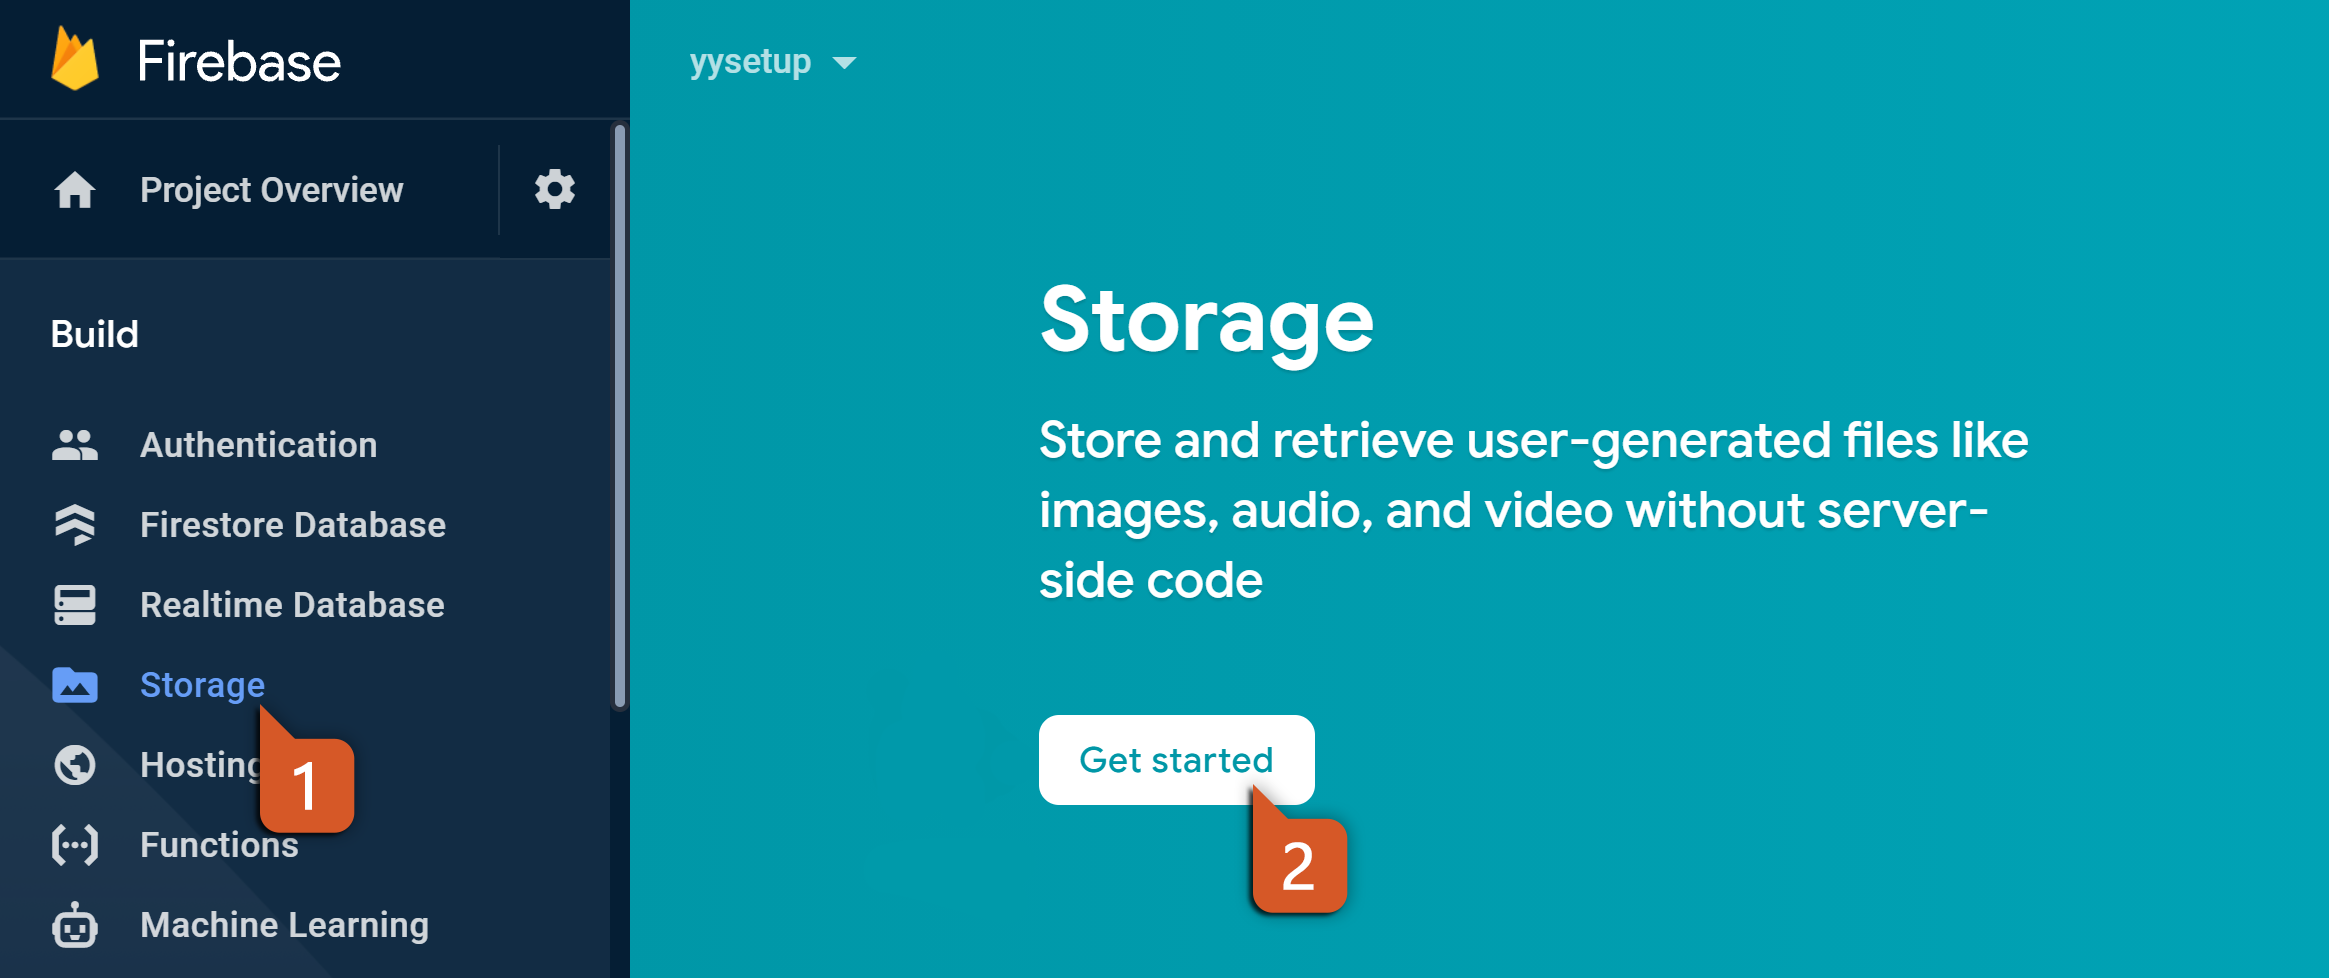 Firebase
Project Overview
Build
Authentication
Firestore Database
Realtime Database
Storage
1
Hosting
Functions
Machine Learning
yysetup
Storage
Store and retrieve user-generated files like
images, audio, and video without server-
side code
Get started
2